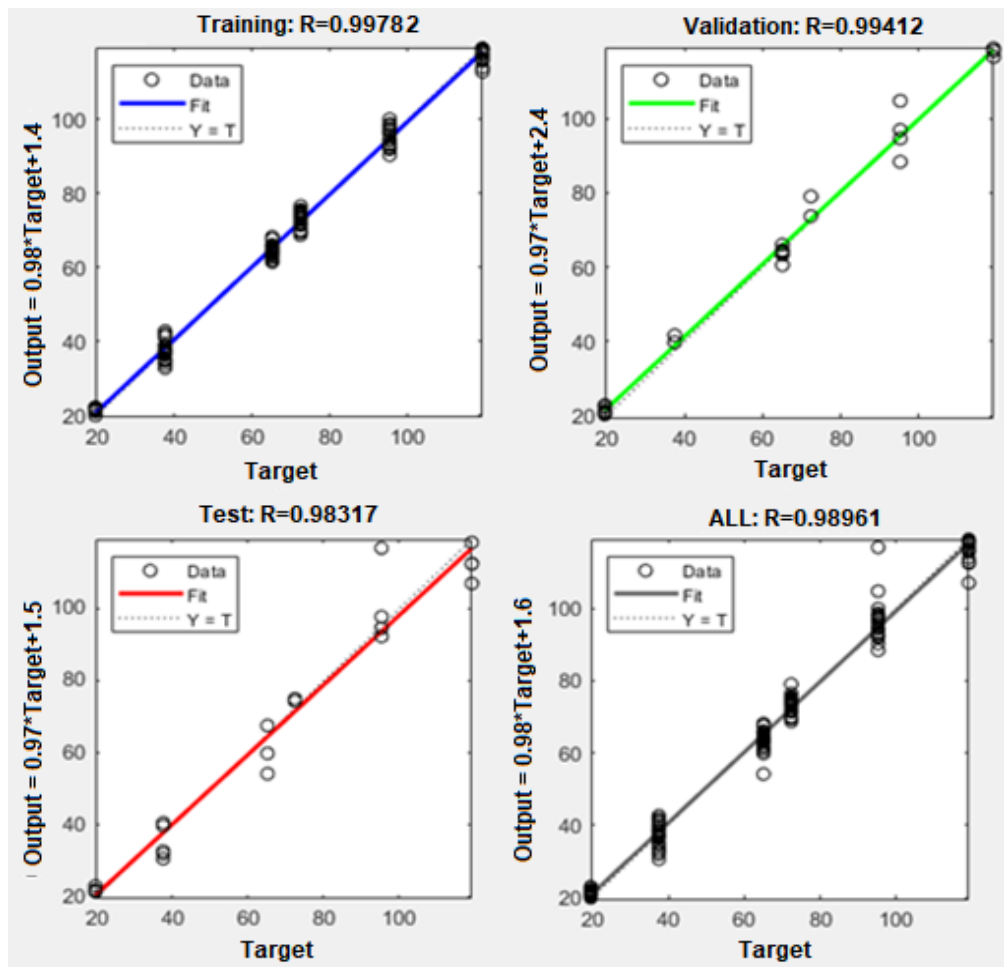 Training: R=0.99782
Output = 0.98*Target+1.4
Data
Fit
Y = T
100
80
60
40
20
20 40 60 80 100
Target
Validation: R=0.99412
Output = 0.97*Target+2.4
Data
Fit
Y = T
100
80
60
40
20
20 40 60 80 100
Target
Test: R=0.98317
Output = 0.97*Target+1.5
Data
Fit
Y = T
100
80
60
40
20
20 40 60 80 100
Target
ALL: R=0.98961
Output = 0.98*Target+1.6
Data
Fit
Y = T
100
80
60
40
20
20 40 60 80 100
Target